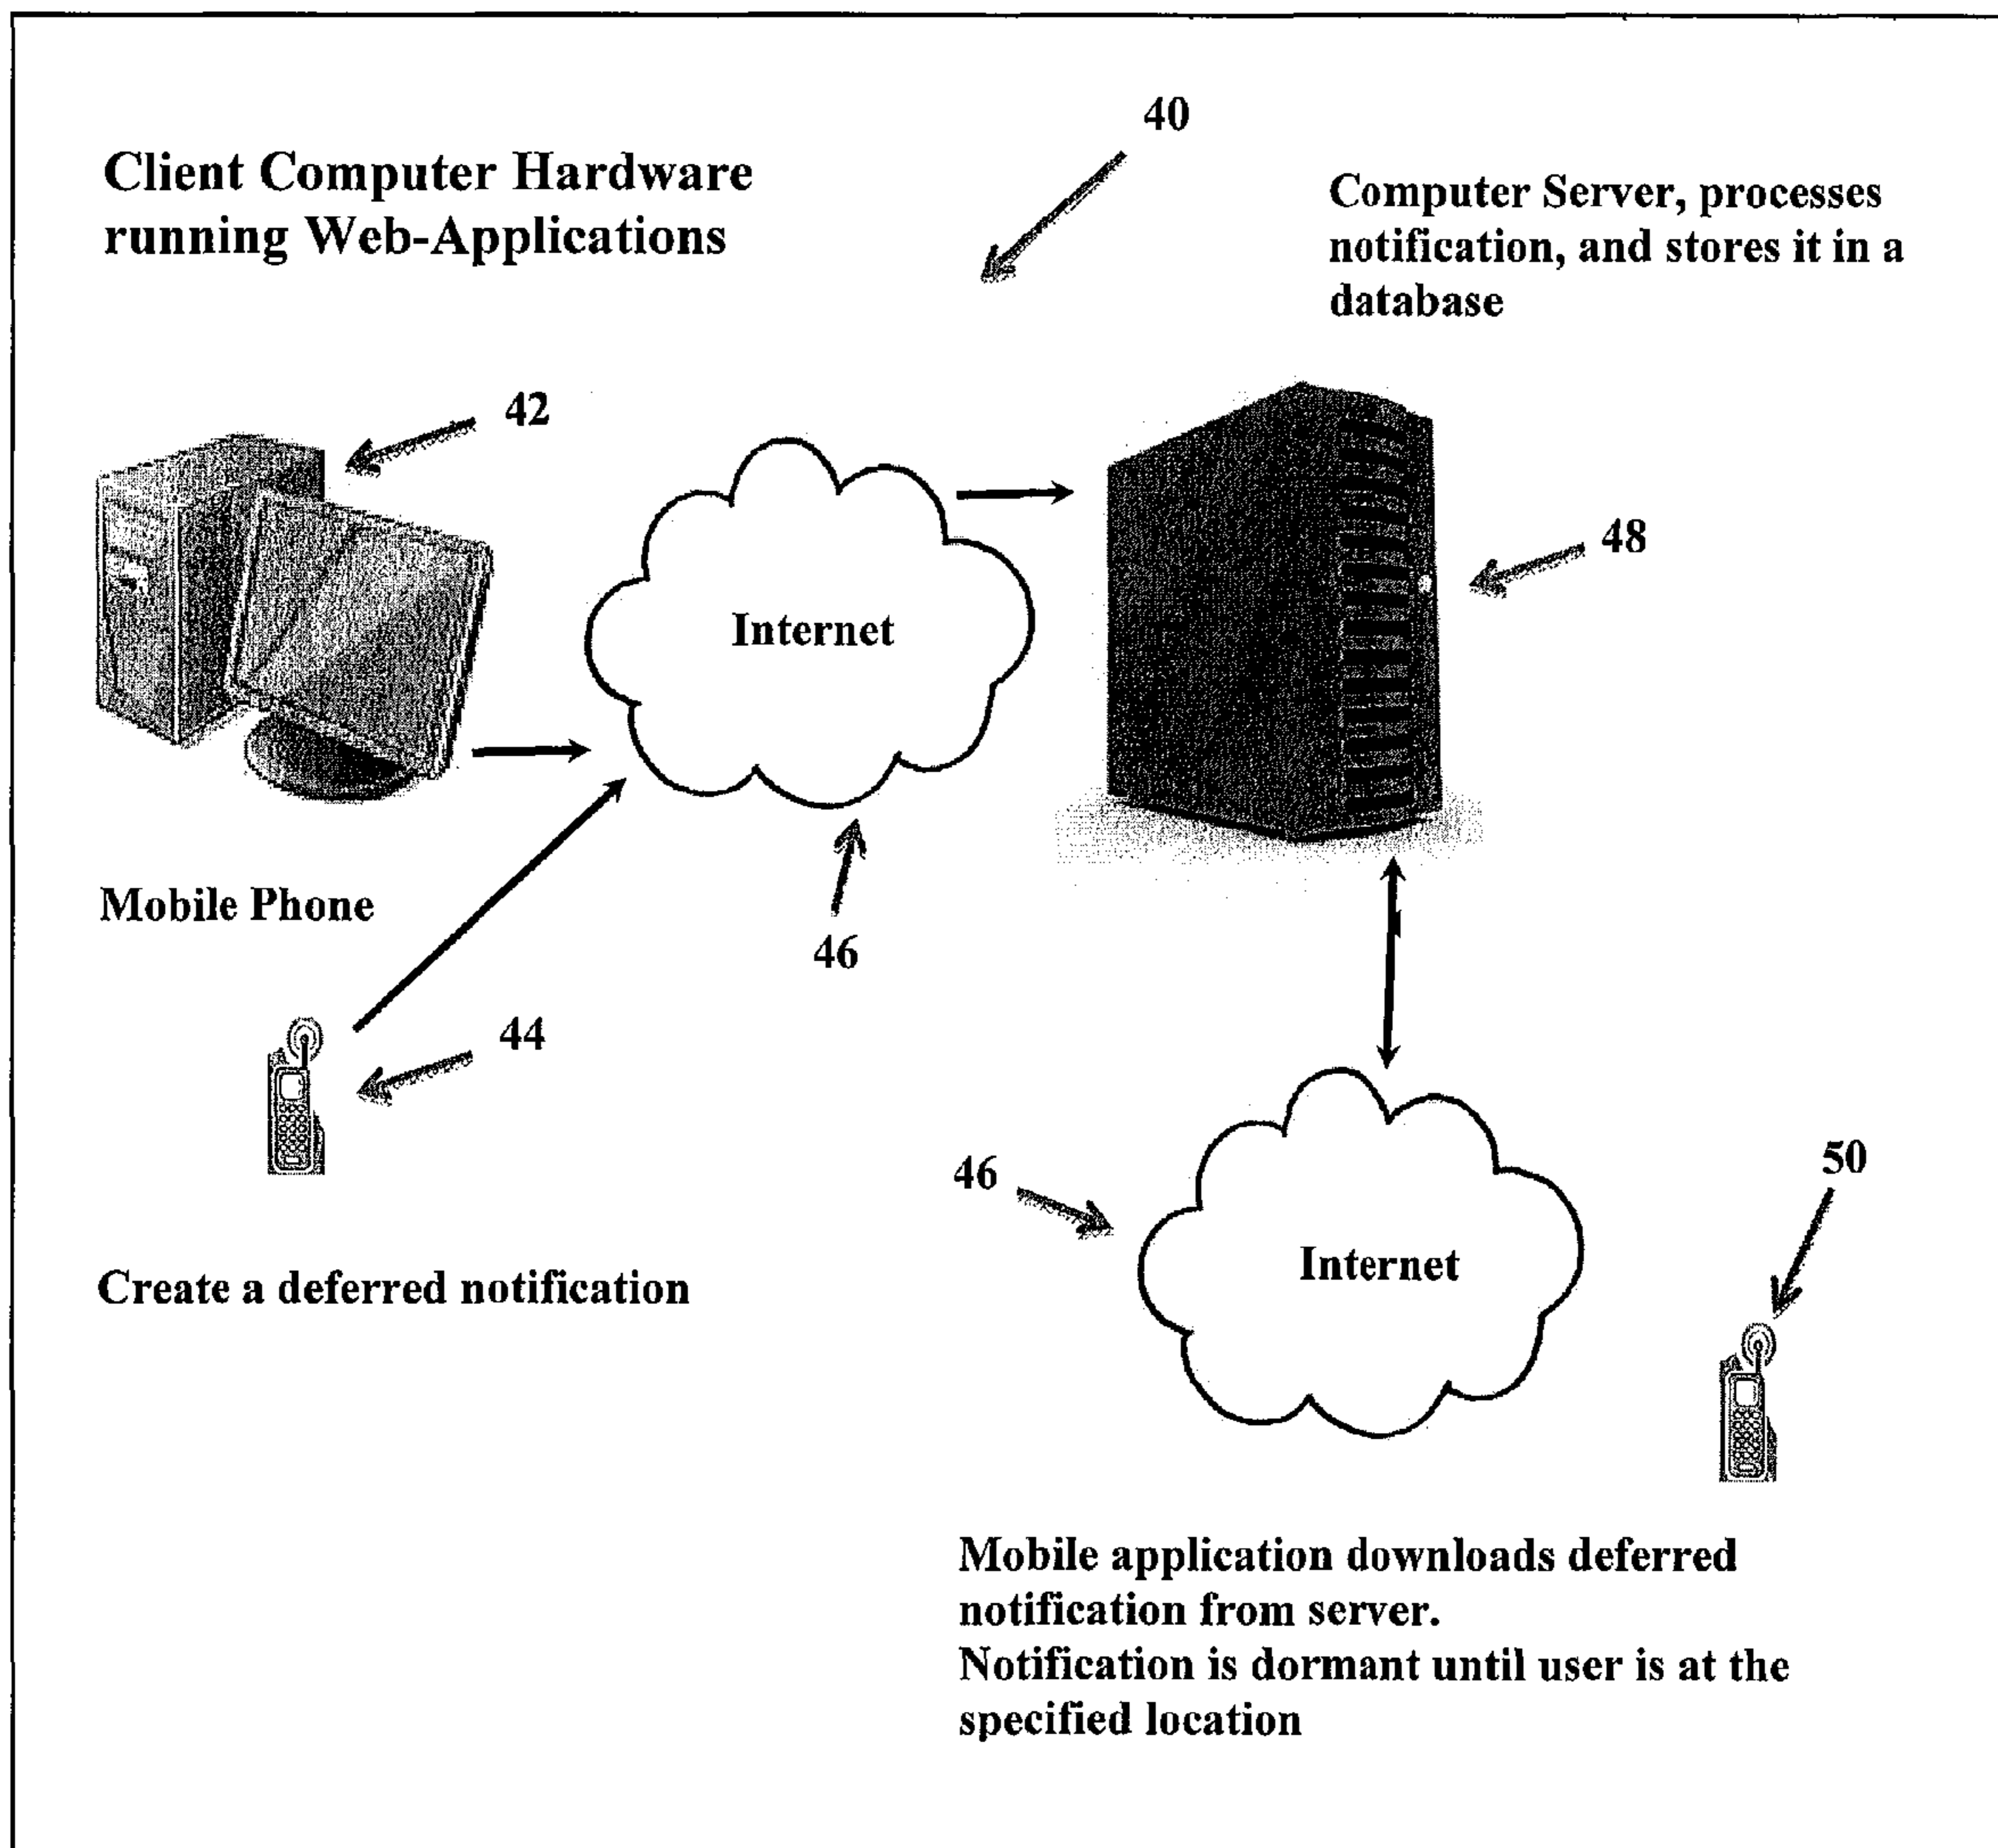 40
Client Computer Hardware
running Web-Applications
Computer Server, processes
notification, and stores it in a
database
42
48
Internet
Mobile Phone
46
44
46
50
Internet
Create a deferred notification
Mobile application downloads deferred
notification from server.
Notification is dormant until user is at the
specified location